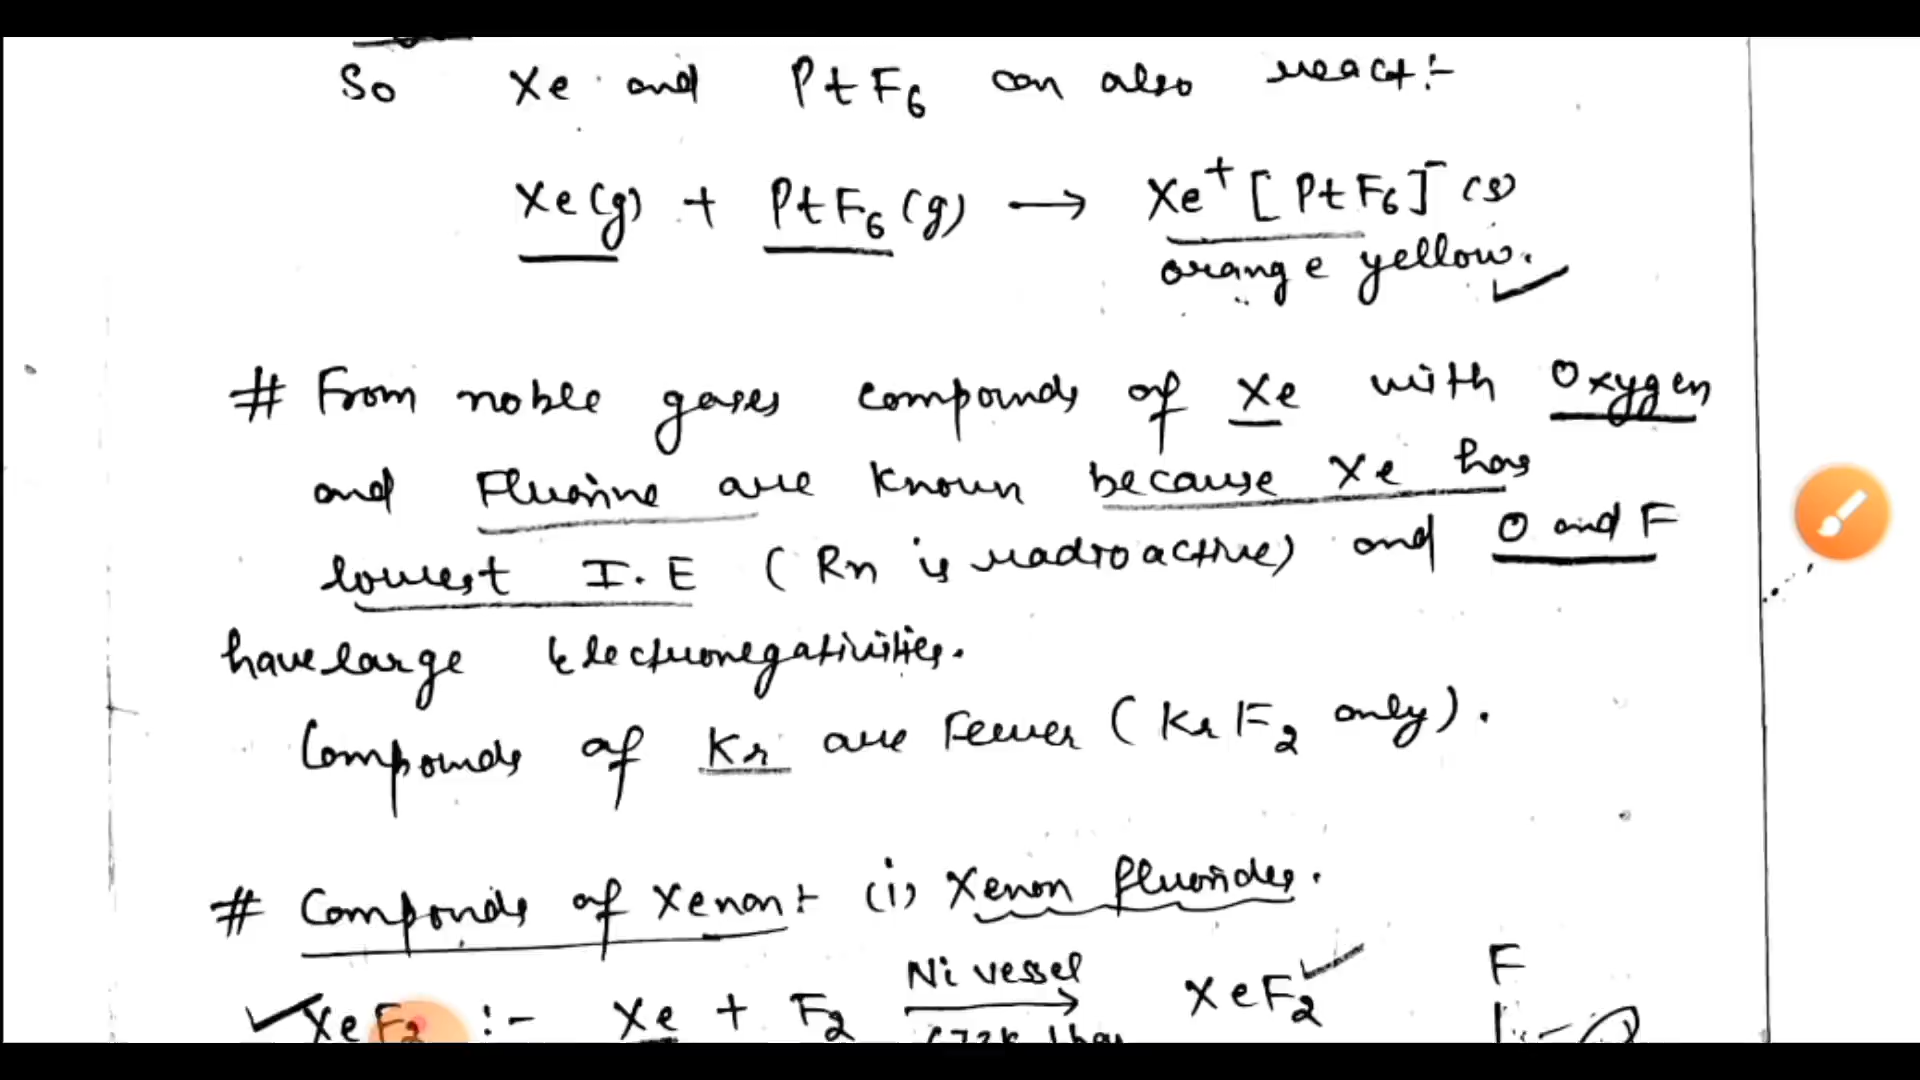 So Xe and PtF₆ can also react:-
Xe(g) + PtF₆(g) → Xe⁺[PtF₆]⁻(s)
orange yellow.
# From noble gases compounds of Xe with Oxygen
and Fluorine are known because Xe has
lowest I.E (Rn is radroactive) and O and F
have large Electronegativities.
Compounds of Kr are Fewer (KrF₂ only).
# Compounds of Xenon:- (i) Xenon fluorides.
Ni vessel
XeF₂ :- Xe + F₂ → XeF₂
F